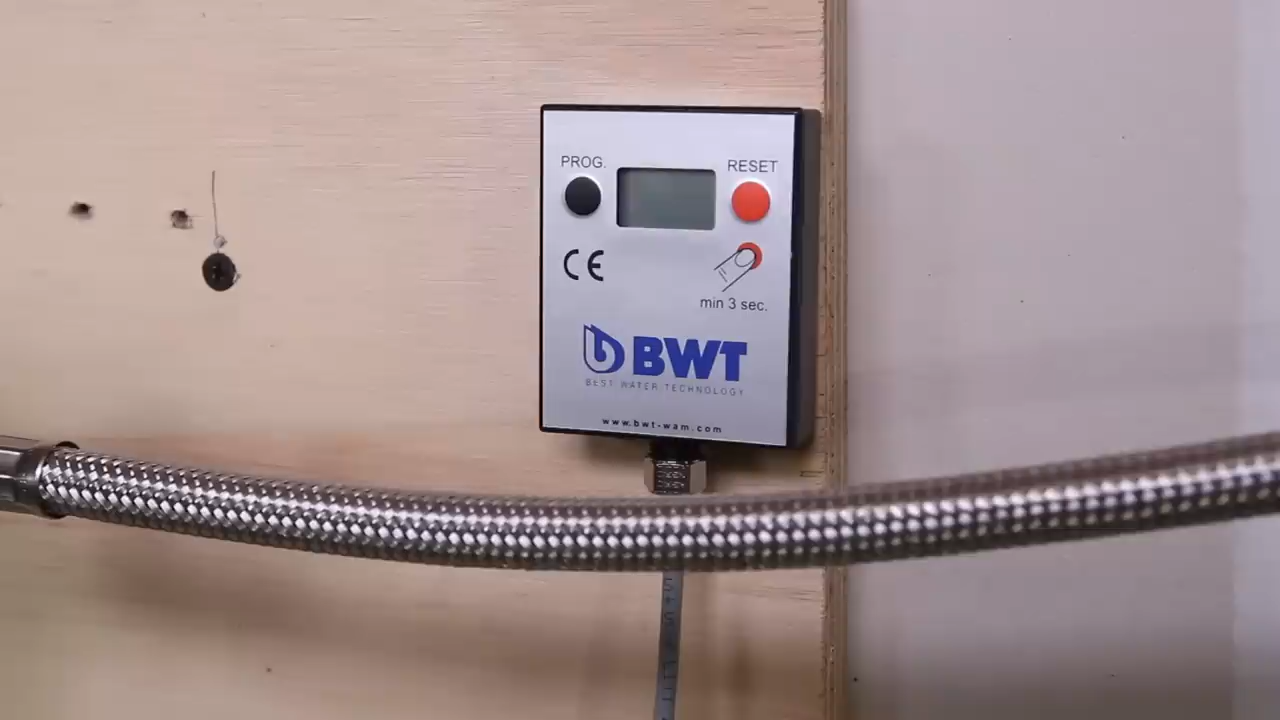 PROG.
RESET
CE
min 3 sec.
BWT
BEST WATER TECHNOLOGY
www.bwt-wam.com